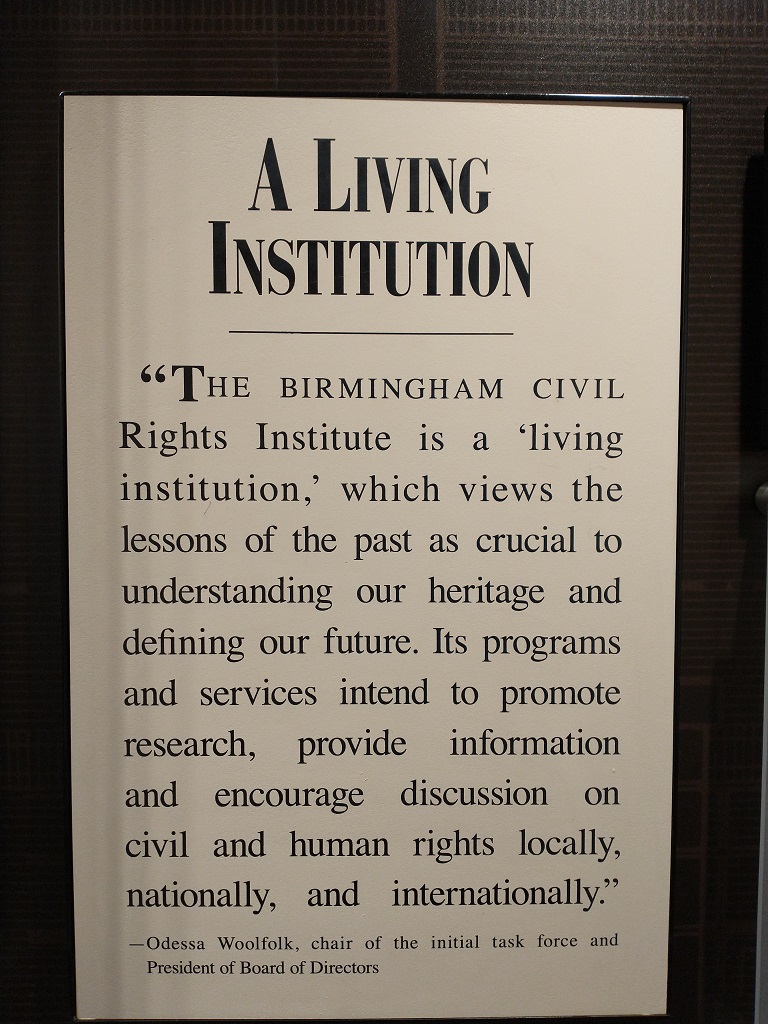 A LIVING
INSTITUTION
“THE BIRMINGHAM CIVIL
Rights Institute is a ‘living
institution,’ which views the
lessons of the past as crucial to
understanding our heritage and
defining our future. Its programs
and services intend to promote
research, provide information
and encourage discussion on
civil and human rights locally,
nationally, and internationally.”
—Odessa Woolfolk, chair of the initial task force and
President of Board of Directors